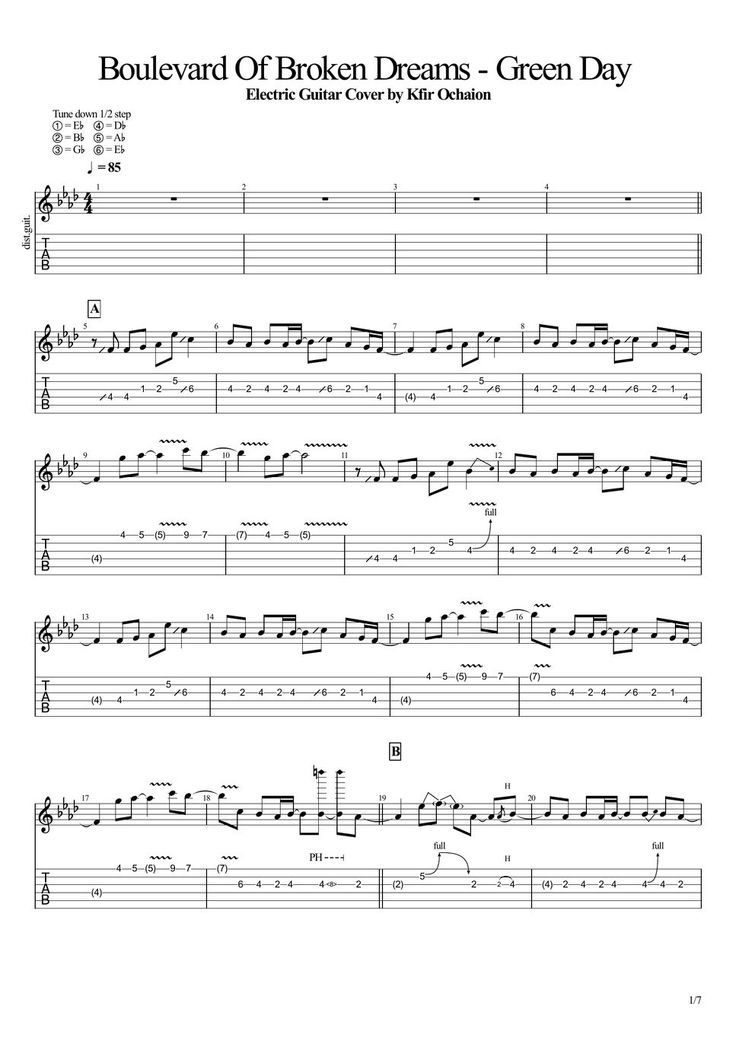 Boulevard Of Broken Dreams - Green Day
Electric Guitar Cover by Kfir Ochaion
Tune down 1/2 step
① = E♭ ④ = D♭
② = B♭ ⑤ = A♭
③ = G♭ ⑥ = E♭
♩ = 85
1 2 3 4
4/4
dist.guit.
T
A
B
A
5 6 7 8
T 5 5
A 1 2 6 4 2 4 2 4 6 2 1 1 2 6 4 2 4 2 4 6 2 1
B 4 4 4 (4) 4 4
9 10 11 12
full
T 4 5 (5) 9 7 (7) 4 5 (5) 5
A 1 2 4 4 2 4 2 4 6 2 1
B (4) 4 4 4
13 14 15 16
T 5 4 5 (5) 9 7 (7)
A 1 2 6 4 2 4 2 4 6 2 1 6 4 2 4 6 2 1
B (4) 4 4 (4) 4
B
17 18 19 20
H
PH full H full
T 4 5 (5) 9 7 (7) 5
A 6 4 2 4 4 <8> 2 (2) 2 2 4 (4) 2 4 2 4 4 4 2
B (4)
1/7